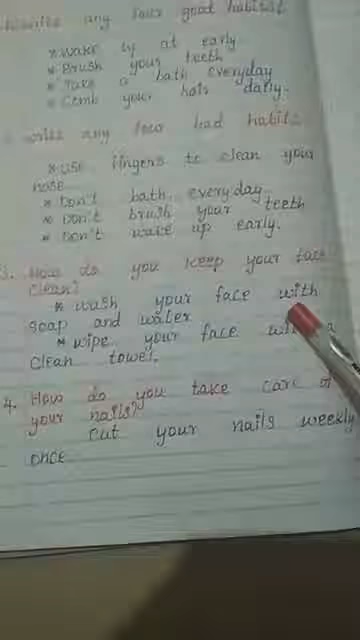 any four good habits
* Wake up at early
* Brush your teeth
* Take a bath everyday
* Comb your hair daily.
write any four bad habits
* use fingers to clean your
nose
* Don't bath everyday
* Don't brush your teeth
* Don't wake up early.
3. How do you keep your face
clean?
* wash your face with
soap and water
* wipe your face with a
clean towel.
4. How do you take care of
your nails?
cut your nails weekly
once